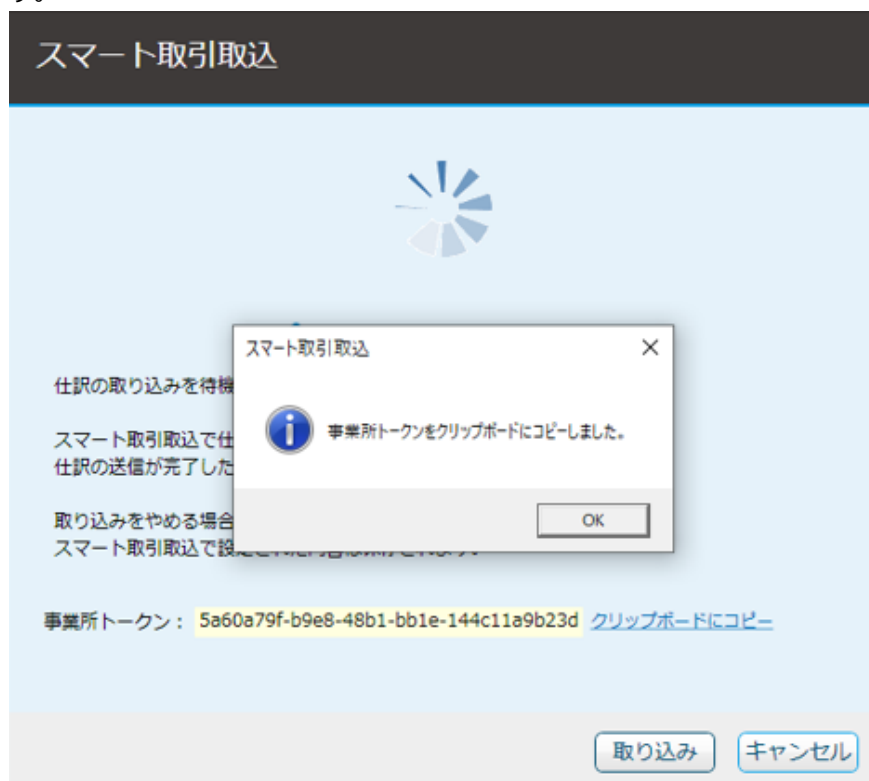 す。
スマート取引取込
スマート取引取込
仕訳の取り込みを待機
事業所トークンをクリップボードにコピーしました。
スマート取引取込で仕
仕訳の送信が完了した
OK
取り込みをやめる場合
スマート取引取込で設
事業所トークン： 5a60a79f-b9e8-48b1-bb1e-144c11a9b23d クリップボードにコピー
取り込み キャンセル